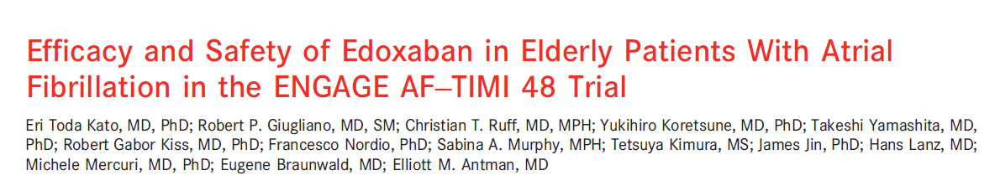 Efficacy and Safety of Edoxaban in Elderly Patients With Atrial
Fibrillation in the ENGAGE AF–TIMI 48 Trial
Eri Toda Kato, MD, PhD; Robert P. Giugliano, MD, SM; Christian T. Ruff, MD, MPH; Yukihiro Koretsune, MD, PhD; Takeshi Yamashita, MD,
PhD; Robert Gabor Kiss, MD, PhD; Francesco Nordio, PhD; Sabina A. Murphy, MPH; Tetsuya Kimura, MS; James Jin, PhD; Hans Lanz, MD;
Michele Mercuri, MD, PhD; Eugene Braunwald, MD; Elliott M. Antman, MD